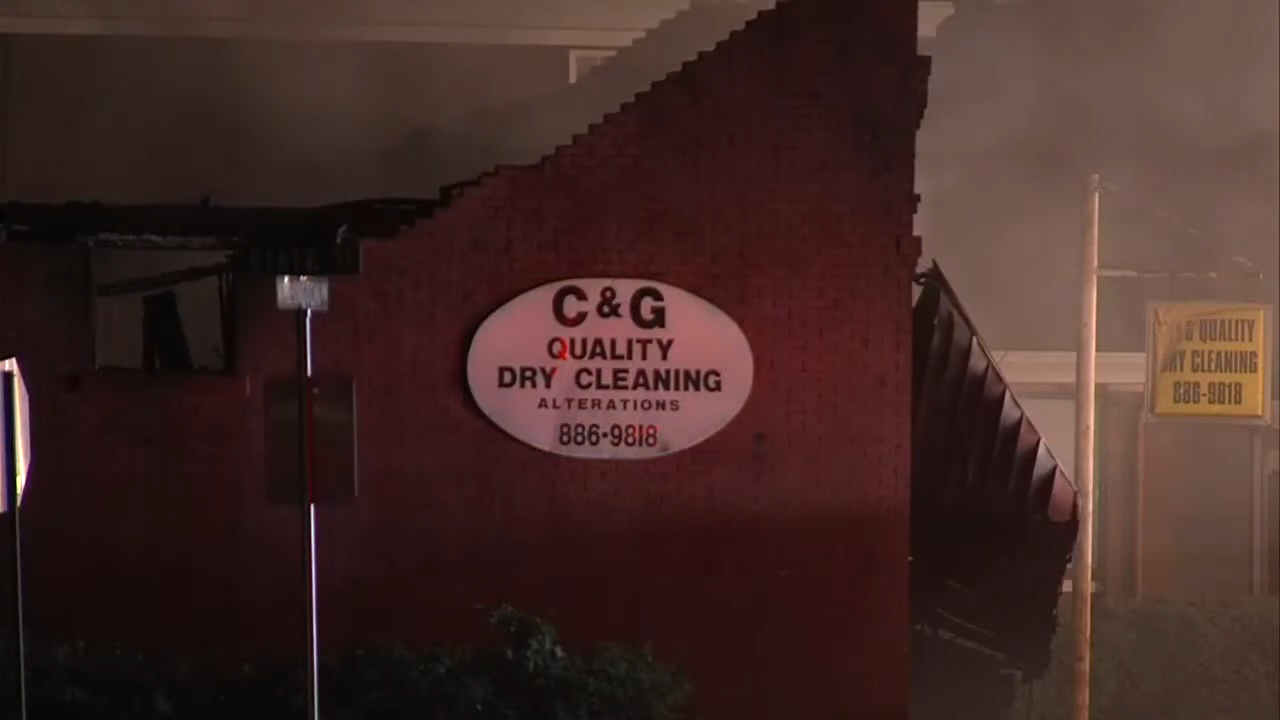 C & G
QUALITY
DRY CLEANING
ALTERATIONS
886-9818
& G QUALITY
DRY CLEANING
886-9818